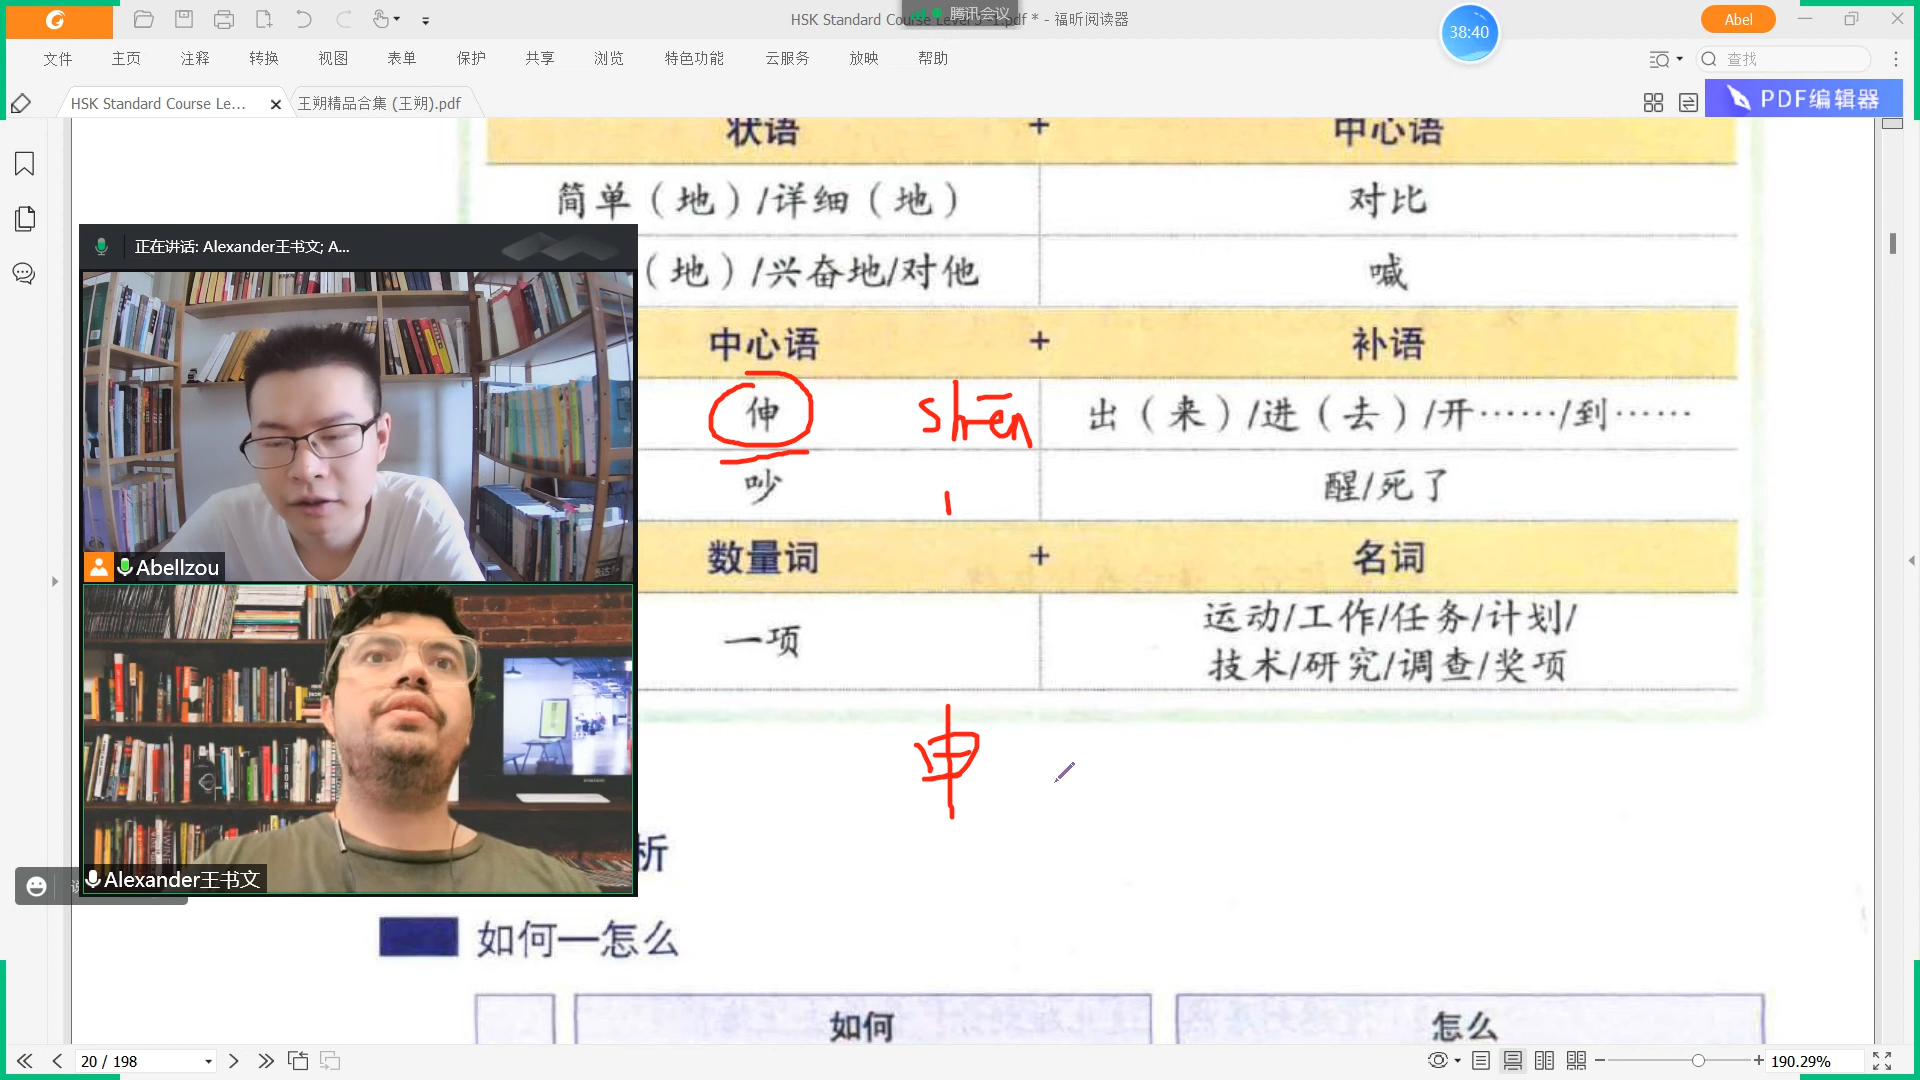 腾讯会议
HSK Standard Course Level 5-1.pdf * - 福昕阅读器
38:40
Abel
文件 主页 注释 转换 视图 表单 保护 共享 浏览 特色功能 云服务 放映 帮助
查找
HSK Standard Course Le...
王朔精品合集 (王朔).pdf
PDF编辑器
状语 + 中心语
简单（地）/详细（地） 对比
（地）/兴奋地/对他 喊
中心语 + 补语
伸 shēn 出（来）/进（去）/开……/到……
吵 醒/死了
数量词 + 名词
一项 运动/工作/任务/计划/
技术/研究/调查/奖项
申
正在讲话: Alexander王书文; A...
Abellzou
Alexander王书文
说
析
如何—怎么
如何 怎么
20 / 198
190.29%